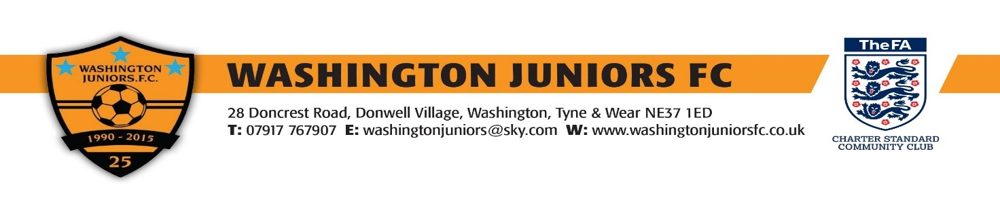 WASHINGTON
JUNIORS.F.C.
1990 - 2015
25
WASHINGTON JUNIORS FC
28 Doncrest Road, Donwell Village, Washington, Tyne & Wear NE37 1ED
T: 07917 767907 E: washingtonjuniors@sky.com W: www.washingtonjuniorsfc.co.uk
The FA
CHARTER STANDARD
COMMUNITY CLUB